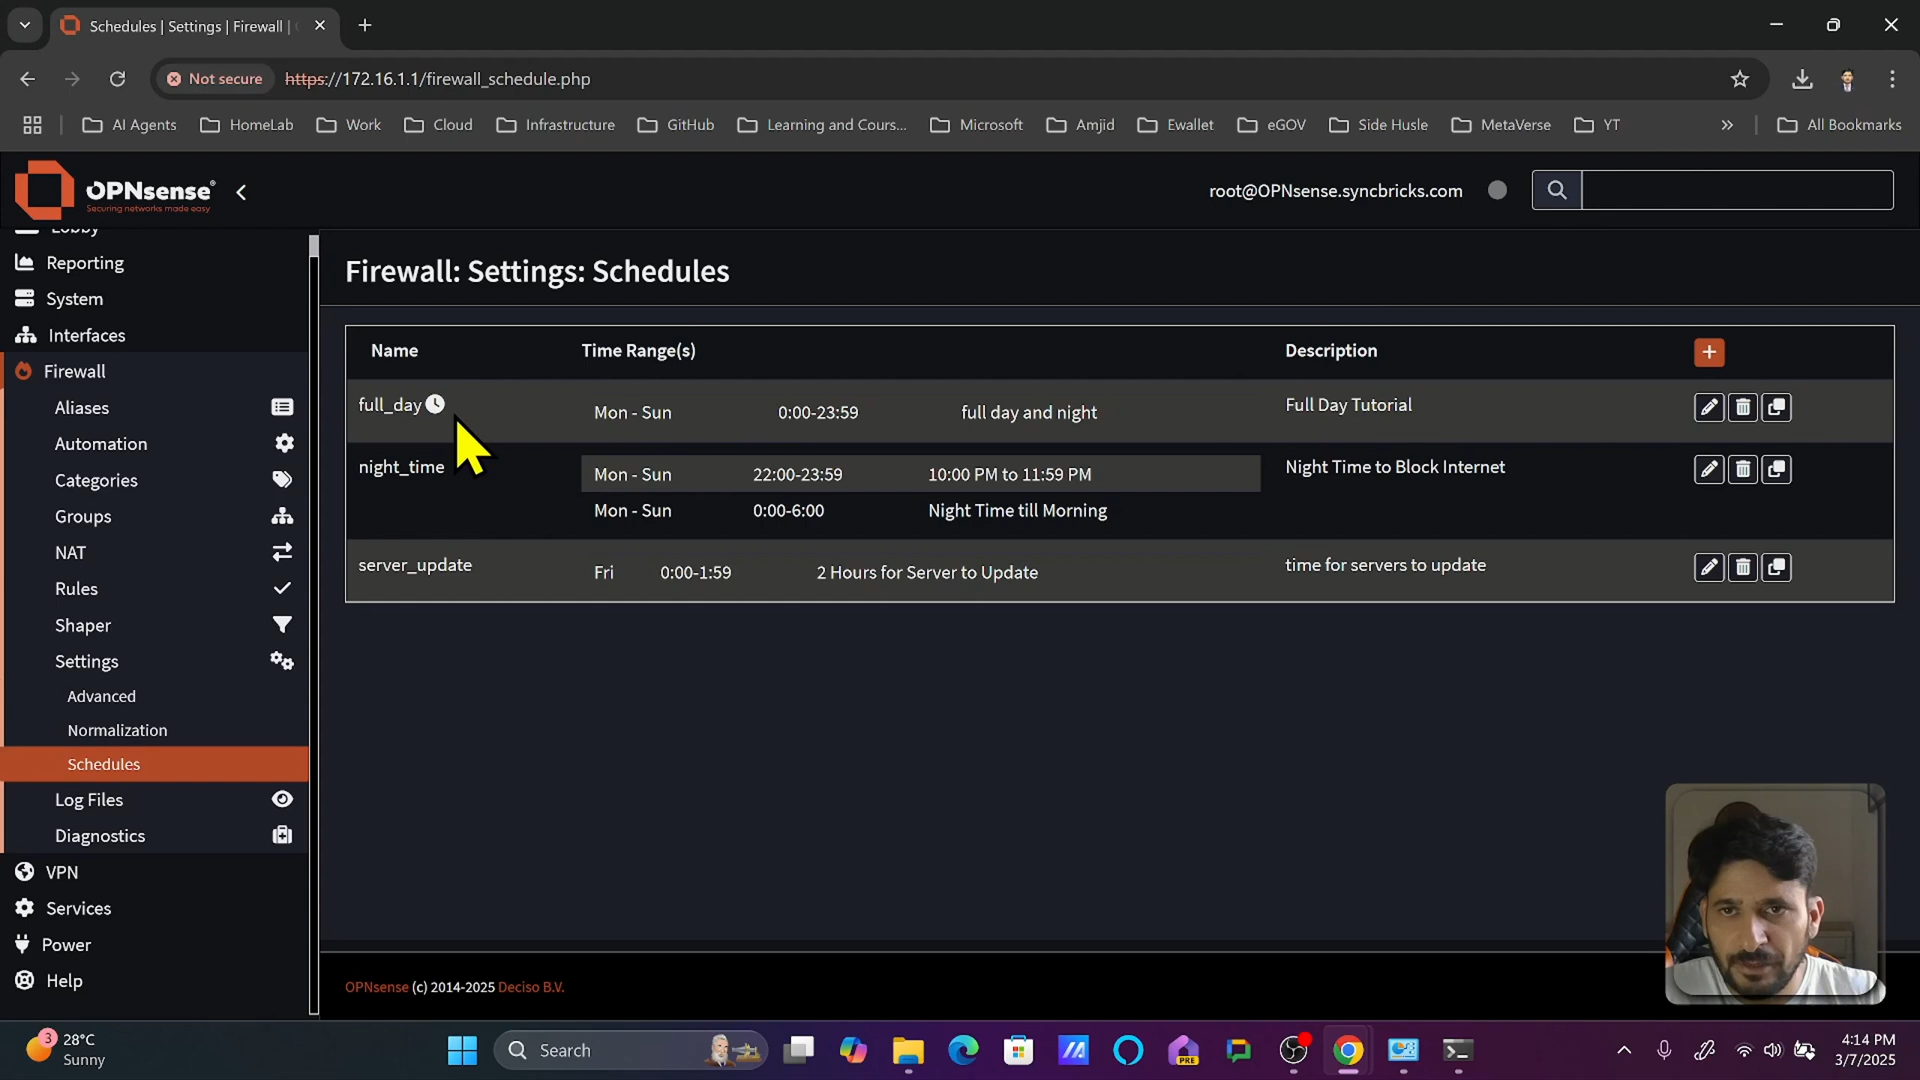 Schedules | Settings | Firewall |
Not secure
https://172.16.1.1/firewall_schedule.php
AI Agents
HomeLab
Work
Cloud
Infrastructure
GitHub
Learning and Cours...
Microsoft
Amjid
Ewallet
eGOV
Side Husle
MetaVerse
YT
»
All Bookmarks
OPNsense®
Securing networks made easy
root@OPNsense.syncbricks.com
Lobby
Reporting
System
Interfaces
Firewall
Aliases
Automation
Categories
Groups
NAT
Rules
Shaper
Settings
Advanced
Normalization
Schedules
Log Files
Diagnostics
VPN
Services
Power
Help
Firewall: Settings: Schedules
Name Time Range(s) Description
full_day Mon - Sun 0:00-23:59 full day and night Full Day Tutorial
night_time Mon - Sun 22:00-23:59 10:00 PM to 11:59 PM Night Time to Block Internet
Mon - Sun 0:00-6:00 Night Time till Morning
server_update Fri 0:00-1:59 2 Hours for Server to Update time for servers to update
OPNsense (c) 2014-2025 Deciso B.V.
3
28°C
Sunny
Search
PRE
4:14 PM
3/7/2025